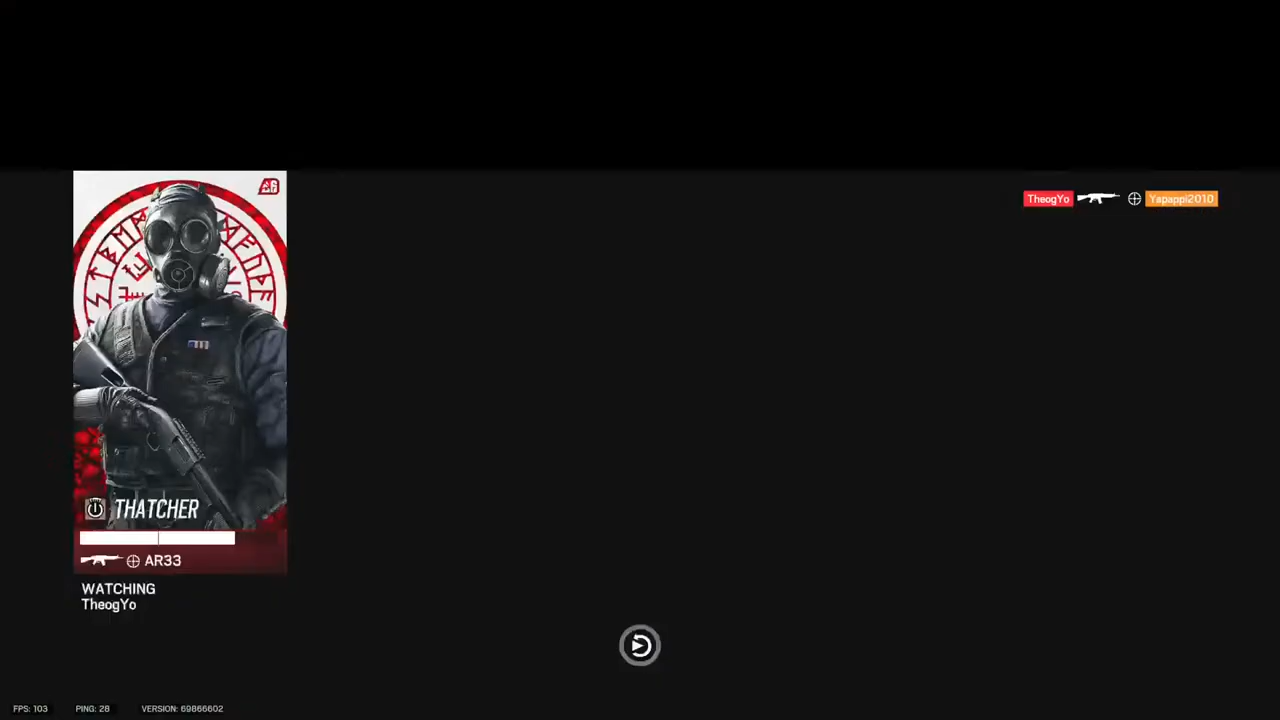 TheogYo Yapappi2010
THATCHER
AR33
WATCHING
TheogYo
FPS: 103 PING: 28 VERSION: 69866602